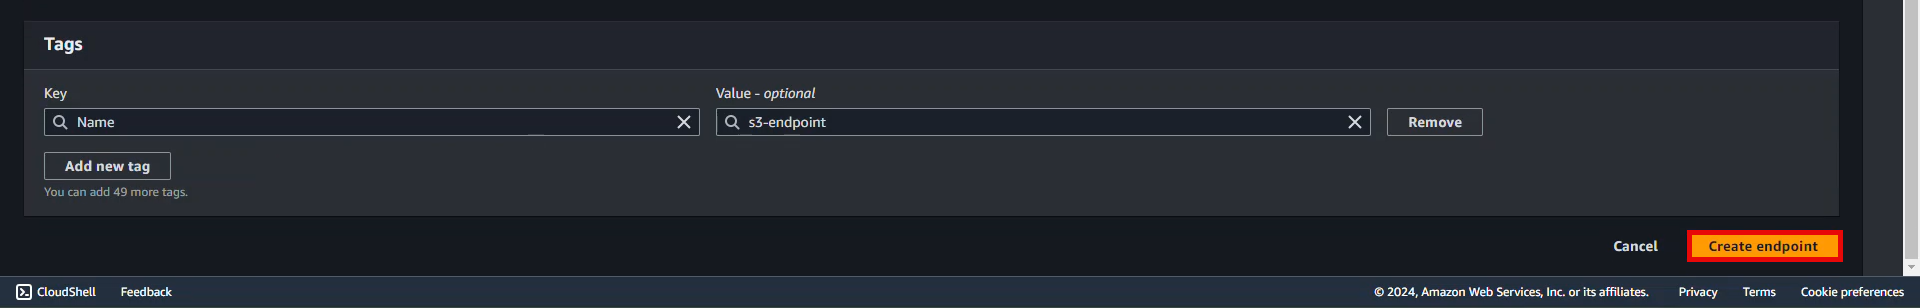 Tags
Key
Value - optional
Name
s3-endpoint
Remove
Add new tag
You can add 49 more tags.
Cancel
Create endpoint
CloudShell
Feedback
© 2024, Amazon Web Services, Inc. or its affiliates.
Privacy
Terms
Cookie preferences